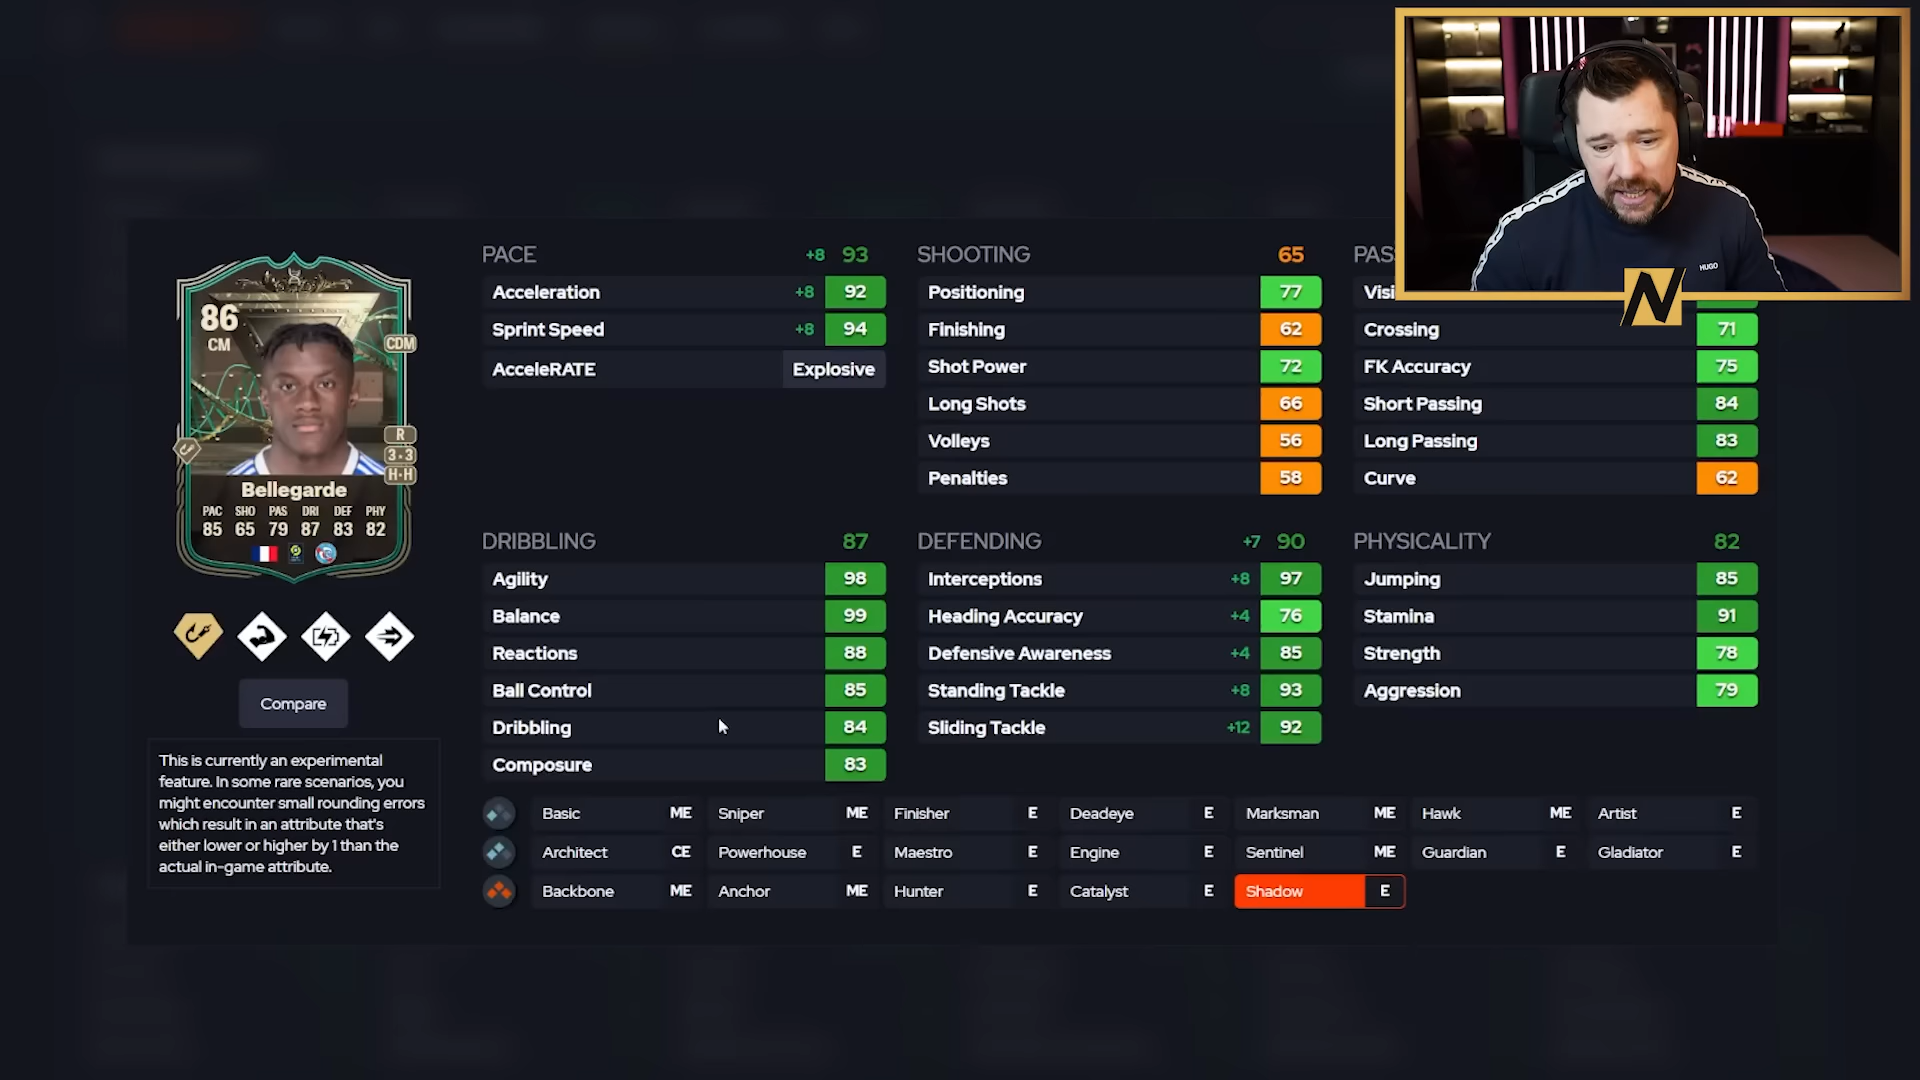 HUGO
N
86
CM
CDM
R
3·3
H·H
Bellegarde
PAC SHO PAS DRI DEF PHY
85 65 79 87 83 82
Compare
This is currently an experimental
feature. In some rare scenarios, you
might encounter small rounding errors
which result in an attribute that's
either lower or higher by 1 than the
actual in-game attribute.
PACE +8 93
Acceleration +8 92
Sprint Speed +8 94
AcceleRATE Explosive
SHOOTING 65
Positioning 77
Finishing 62
Shot Power 72
Long Shots 66
Volleys 56
Penalties 58
PAS
Visi
Crossing 71
FK Accuracy 75
Short Passing 84
Long Passing 83
Curve 62
DRIBBLING 87
Agility 98
Balance 99
Reactions 88
Ball Control 85
Dribbling 84
Composure 83
DEFENDING +7 90
Interceptions +8 97
Heading Accuracy +4 76
Defensive Awareness +4 85
Standing Tackle +8 93
Sliding Tackle +12 92
PHYSICALITY 82
Jumping 85
Stamina 91
Strength 78
Aggression 79
Basic ME Sniper ME Finisher E Deadeye E Marksman ME Hawk ME Artist E
Architect CE Powerhouse E Maestro E Engine E Sentinel ME Guardian E Gladiator E
Backbone ME Anchor ME Hunter E Catalyst E Shadow E